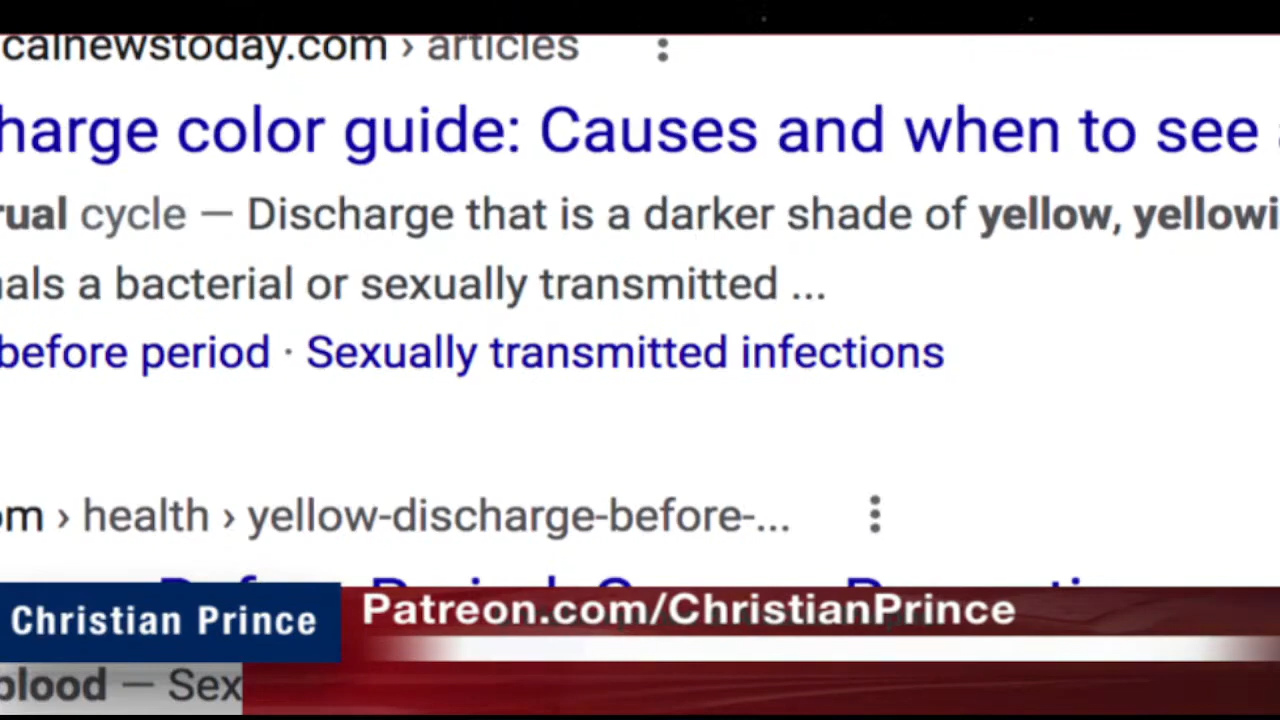 calnewstoday.com › articles
harge color guide: Causes and when to see
rual cycle — Discharge that is a darker shade of yellow, yellowi
als a bacterial or sexually transmitted ...
before period · Sexually transmitted infections
om › health › yellow-discharge-before-...
Christian Prince
Patreon.com/ChristianPrince
blood — Sex